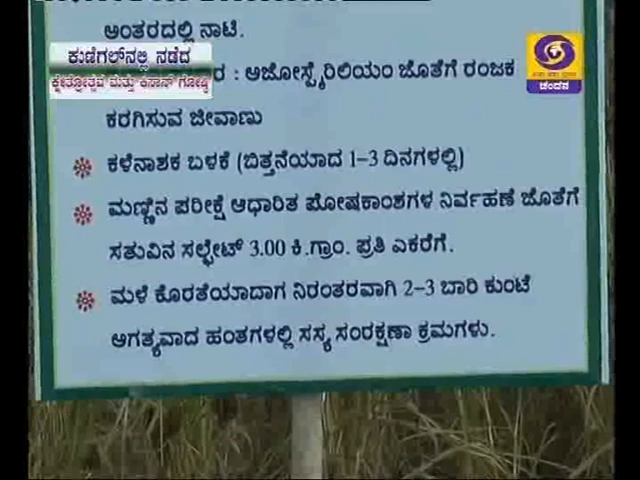 ಅಂತರದಲ್ಲಿ ನಾಟಿ.
ಕುಣಿಗಲ್‌ನಲ್ಲಿ ನಡೆದ
ಕ್ಷೇತ್ರೋತ್ಸವ ಮತ್ತು ಕಿಸಾನ್ ಗೋಷ್ಠಿ
: ಅಜೋಸ್ಪೈರಿಲಿಯಂ ಜೊತೆಗೆ ರಂಜಕ
ಚಂದನ
ಕರಗಿಸುವ ಜೀವಾಣು
ಕಳೆನಾಶಕ ಬಳಕೆ (ಬಿತ್ತನೆಯಾದ 1-3 ದಿನಗಳಲ್ಲಿ)
ಮಣ್ಣಿನ ಪರೀಕ್ಷೆ ಆಧಾರಿತ ಪೋಷಕಾಂಶಗಳ ನಿರ್ವಹಣೆ ಜೊತೆಗೆ
ಸತುವಿನ ಸಲ್ಫೇಟ್ 3.00 ಕಿ.ಗ್ರಾಂ. ಪ್ರತಿ ಎಕರೆಗೆ.
ಮಳೆ ಕೊರತೆಯಾದಾಗ ನಿರಂತರವಾಗಿ 2-3 ಬಾರಿ ಕುಂಟೆ
ಅಗತ್ಯವಾದ ಹಂತಗಳಲ್ಲಿ ಸಸ್ಯ ಸಂರಕ್ಷಣಾ ಕ್ರಮಗಳು.